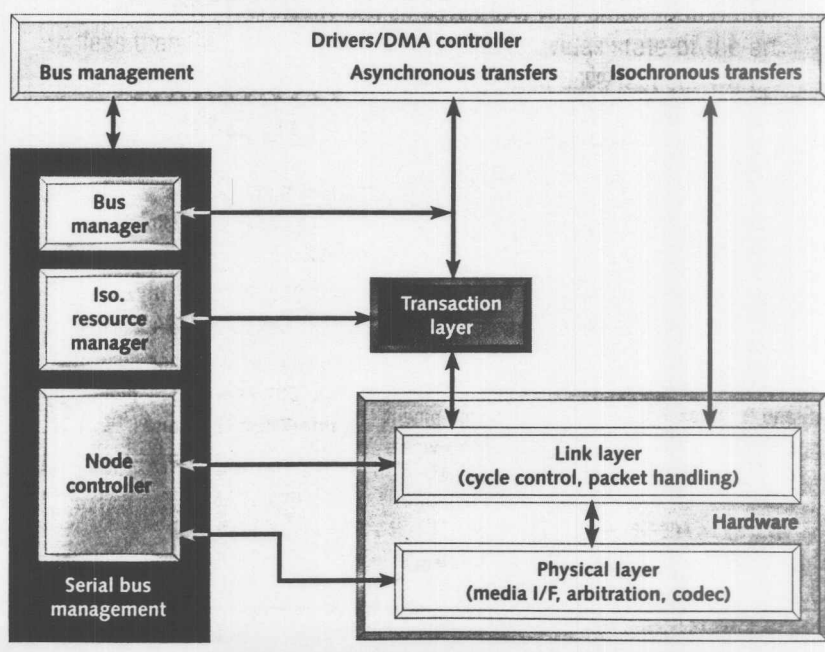 Drivers/DMA controller
Bus management
Asynchronous transfers
Isochronous transfers
Bus
manager
Iso.
resource
manager
Transaction
layer
Node
controller
Link layer
(cycle control, packet handling)
Hardware
Physical layer
(media I/F, arbitration, codec)
Serial bus
management